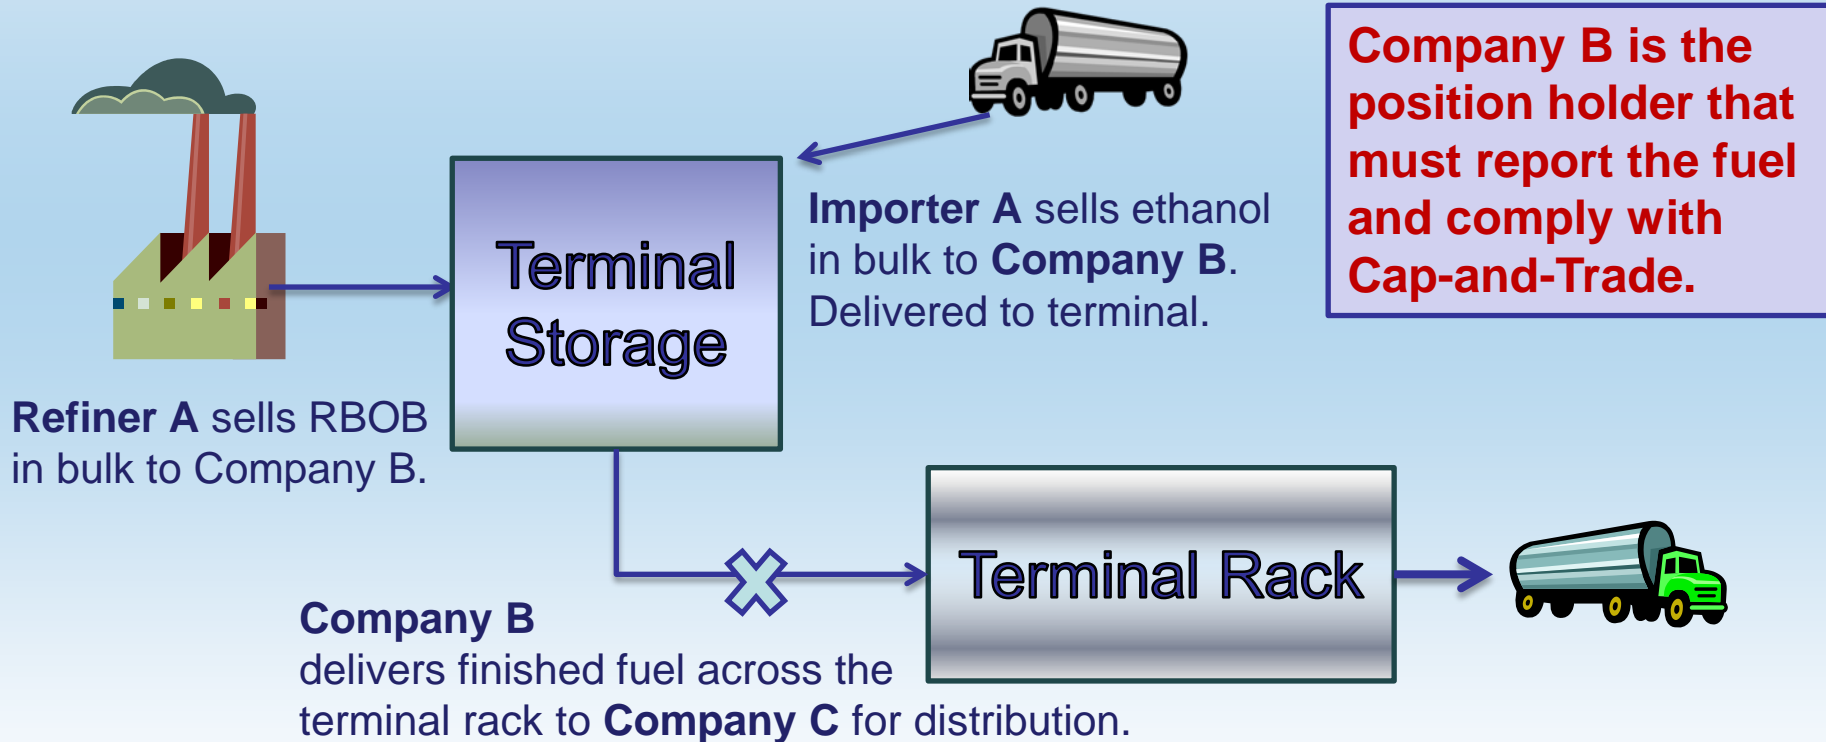 Company B is the
position holder that
must report the fuel
and comply with
Cap-and-Trade.
Importer A sells ethanol
in bulk to Company B.
Delivered to terminal.
Terminal
Storage
Refiner A sells RBOB
in bulk to Company B.
Terminal Rack
Company B
delivers finished fuel across the
terminal rack to Company C for distribution.